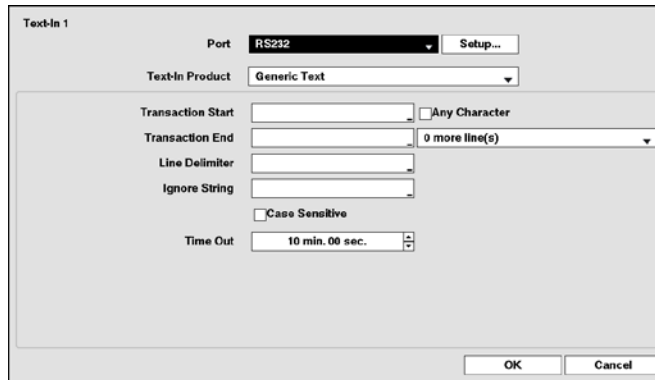 Text-In 1
Port RS232 Setup...
Text-In Product Generic Text
Transaction Start Any Character
Transaction End 0 more line(s)
Line Delimiter
Ignore String
Case Sensitive
Time Out 10 min. 00 sec.
OK Cancel